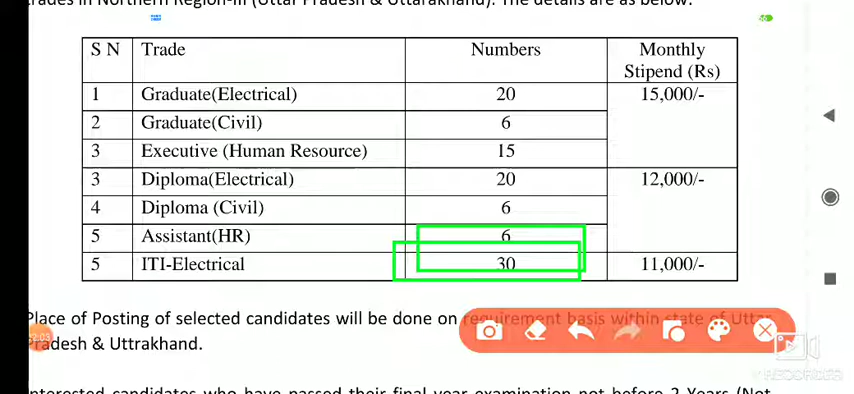 trades in Northern Region-III (Uttar Pradesh & Uttarakhand). The details are as below:
S N Trade Numbers Monthly Stipend (Rs)
1 Graduate(Electrical) 20 15,000/-
2 Graduate(Civil) 6
3 Executive (Human Resource) 15
3 Diploma(Electrical) 20 12,000/-
4 Diploma (Civil) 6
5 Assistant(HR) 6
5 ITI-Electrical 30 11,000/-
Place of Posting of selected candidates will be done on requirement basis within state of Uttar
Pradesh & Uttrakhand.
Interested candidates who have passed their final year examination not before 2 Years (Not
RECORDER